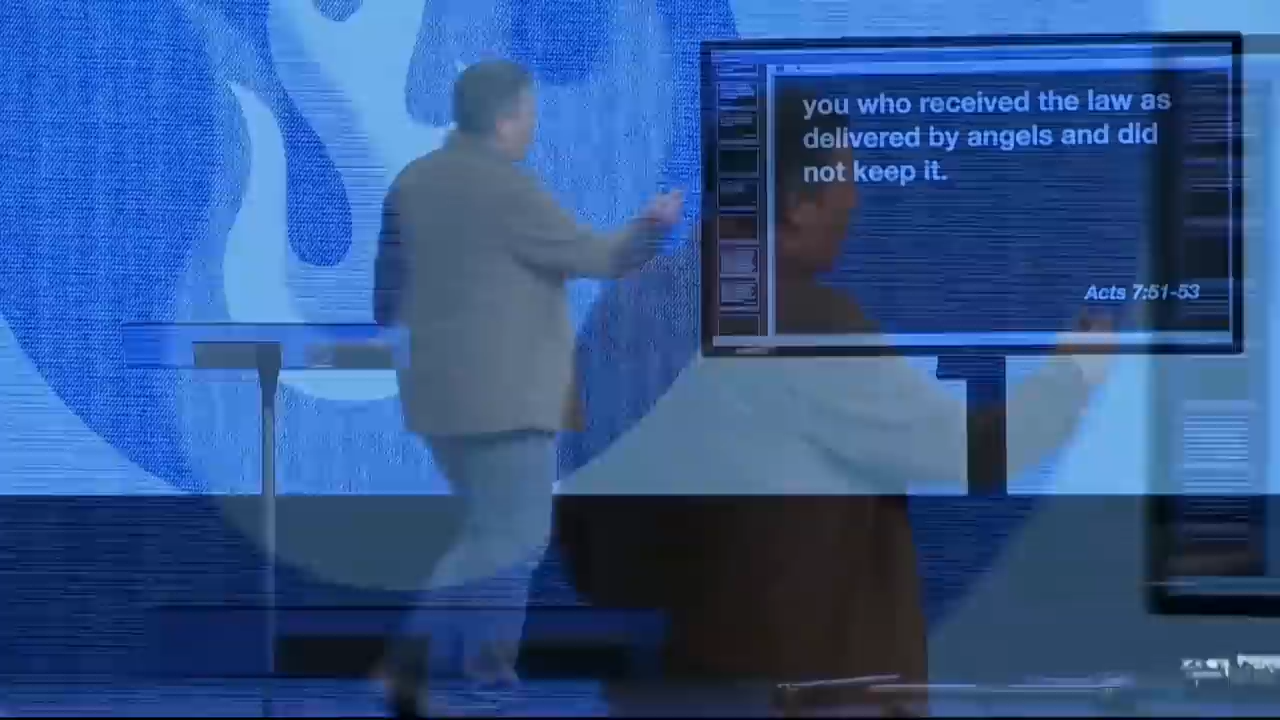 you who received the law as
delivered by angels and did
not keep it.
Acts 7:51-53